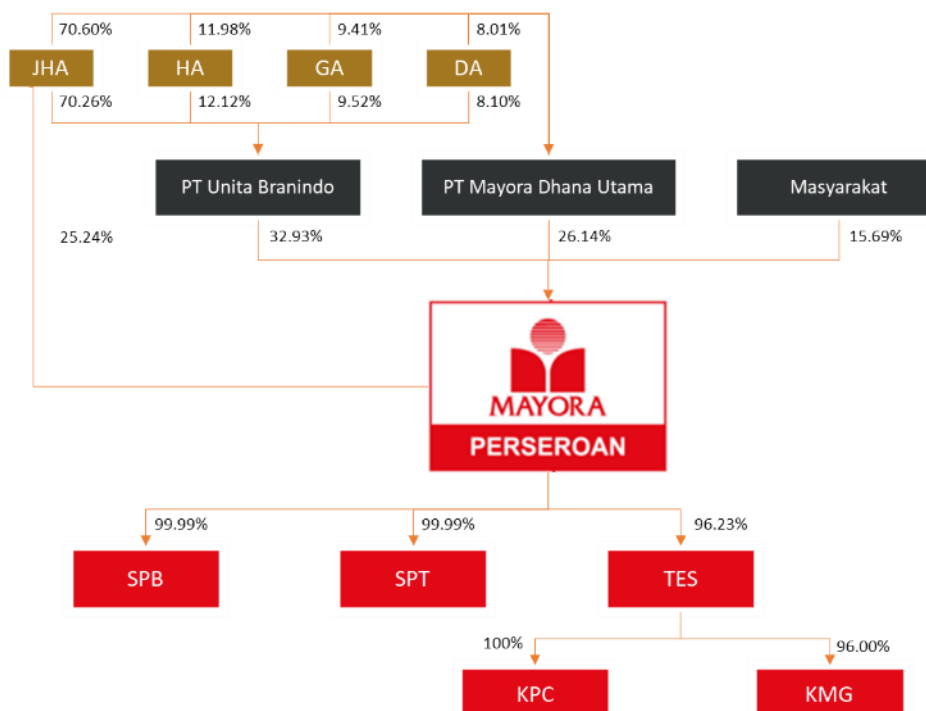 70.60% 11.98% 9.41% 8.01%
JHA HA GA DA
70.26% 12.12% 9.52% 8.10%
PT Unita Branindo PT Mayora Dhana Utama Masyarakat
25.24% 32.93% 26.14% 15.69%
MAYORA
PERSEROAN
99.99% 99.99% 96.23%
SPB SPT TES
100% 96.00%
KPC KMG